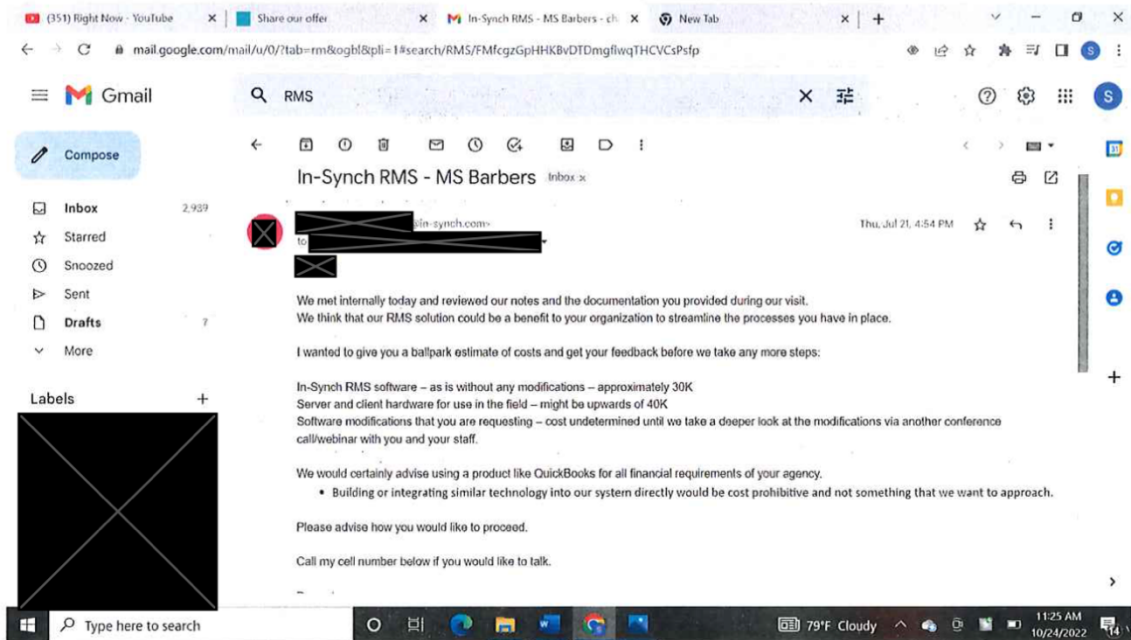 (351) Right Now - YouTube
Share our offer
In-Synch RMS - MS Barbers - ch
New Tab
mail.google.com/mail/u/0/?tab=rm&ogbl&pli=1#search/RMS/FMfcgzGpHHKBvDTDmgflwqTHCVCsPsfp
S
Gmail
RMS
S
Compose
In-Synch RMS - MS Barbers Inbox x
31
Inbox 2,939
@in-synch.com>
Thu, Jul 21, 4:54 PM
Starred
to
Snoozed
Sent
We met internally today and reviewed our notes and the documentation you provided during our visit.
Drafts 7
We think that our RMS solution could be a benefit to your organization to streamline the processes you have in place.
More
I wanted to give you a ballpark estimate of costs and get your feedback before we take any more steps:
In-Synch RMS software – as is without any modifications – approximately 30K
Labels +
Server and client hardware for use in the field – might be upwards of 40K
Software modifications that you are requesting – cost undetermined until we take a deeper look at the modifications via another conference
call/webinar with you and your staff.
We would certainly advise using a product like QuickBooks for all financial requirements of your agency.
• Building or integrating similar technology into our system directly would be cost prohibitive and not something that we want to approach.
Please advise how you would like to proceed.
Call my cell number below if you would like to talk.
Type here to search
79°F Cloudy
11:25 AM
10/24/2022
14